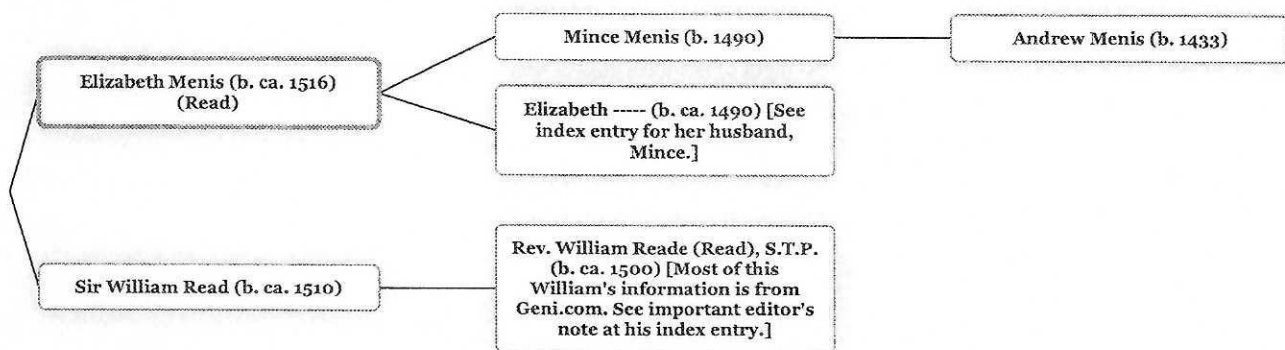 Mince Menis (b. 1490)
Andrew Menis (b. 1433)
Elizabeth Menis (b. ca. 1516)
(Read)
Elizabeth ----- (b. ca. 1490) [See
index entry for her husband,
Mince.]
Rev. William Reade (Read), S.T.P.
(b. ca. 1500) [Most of this
William's information is from
Geni.com. See important editor's
note at his index entry.]
Sir William Read (b. ca. 1510)